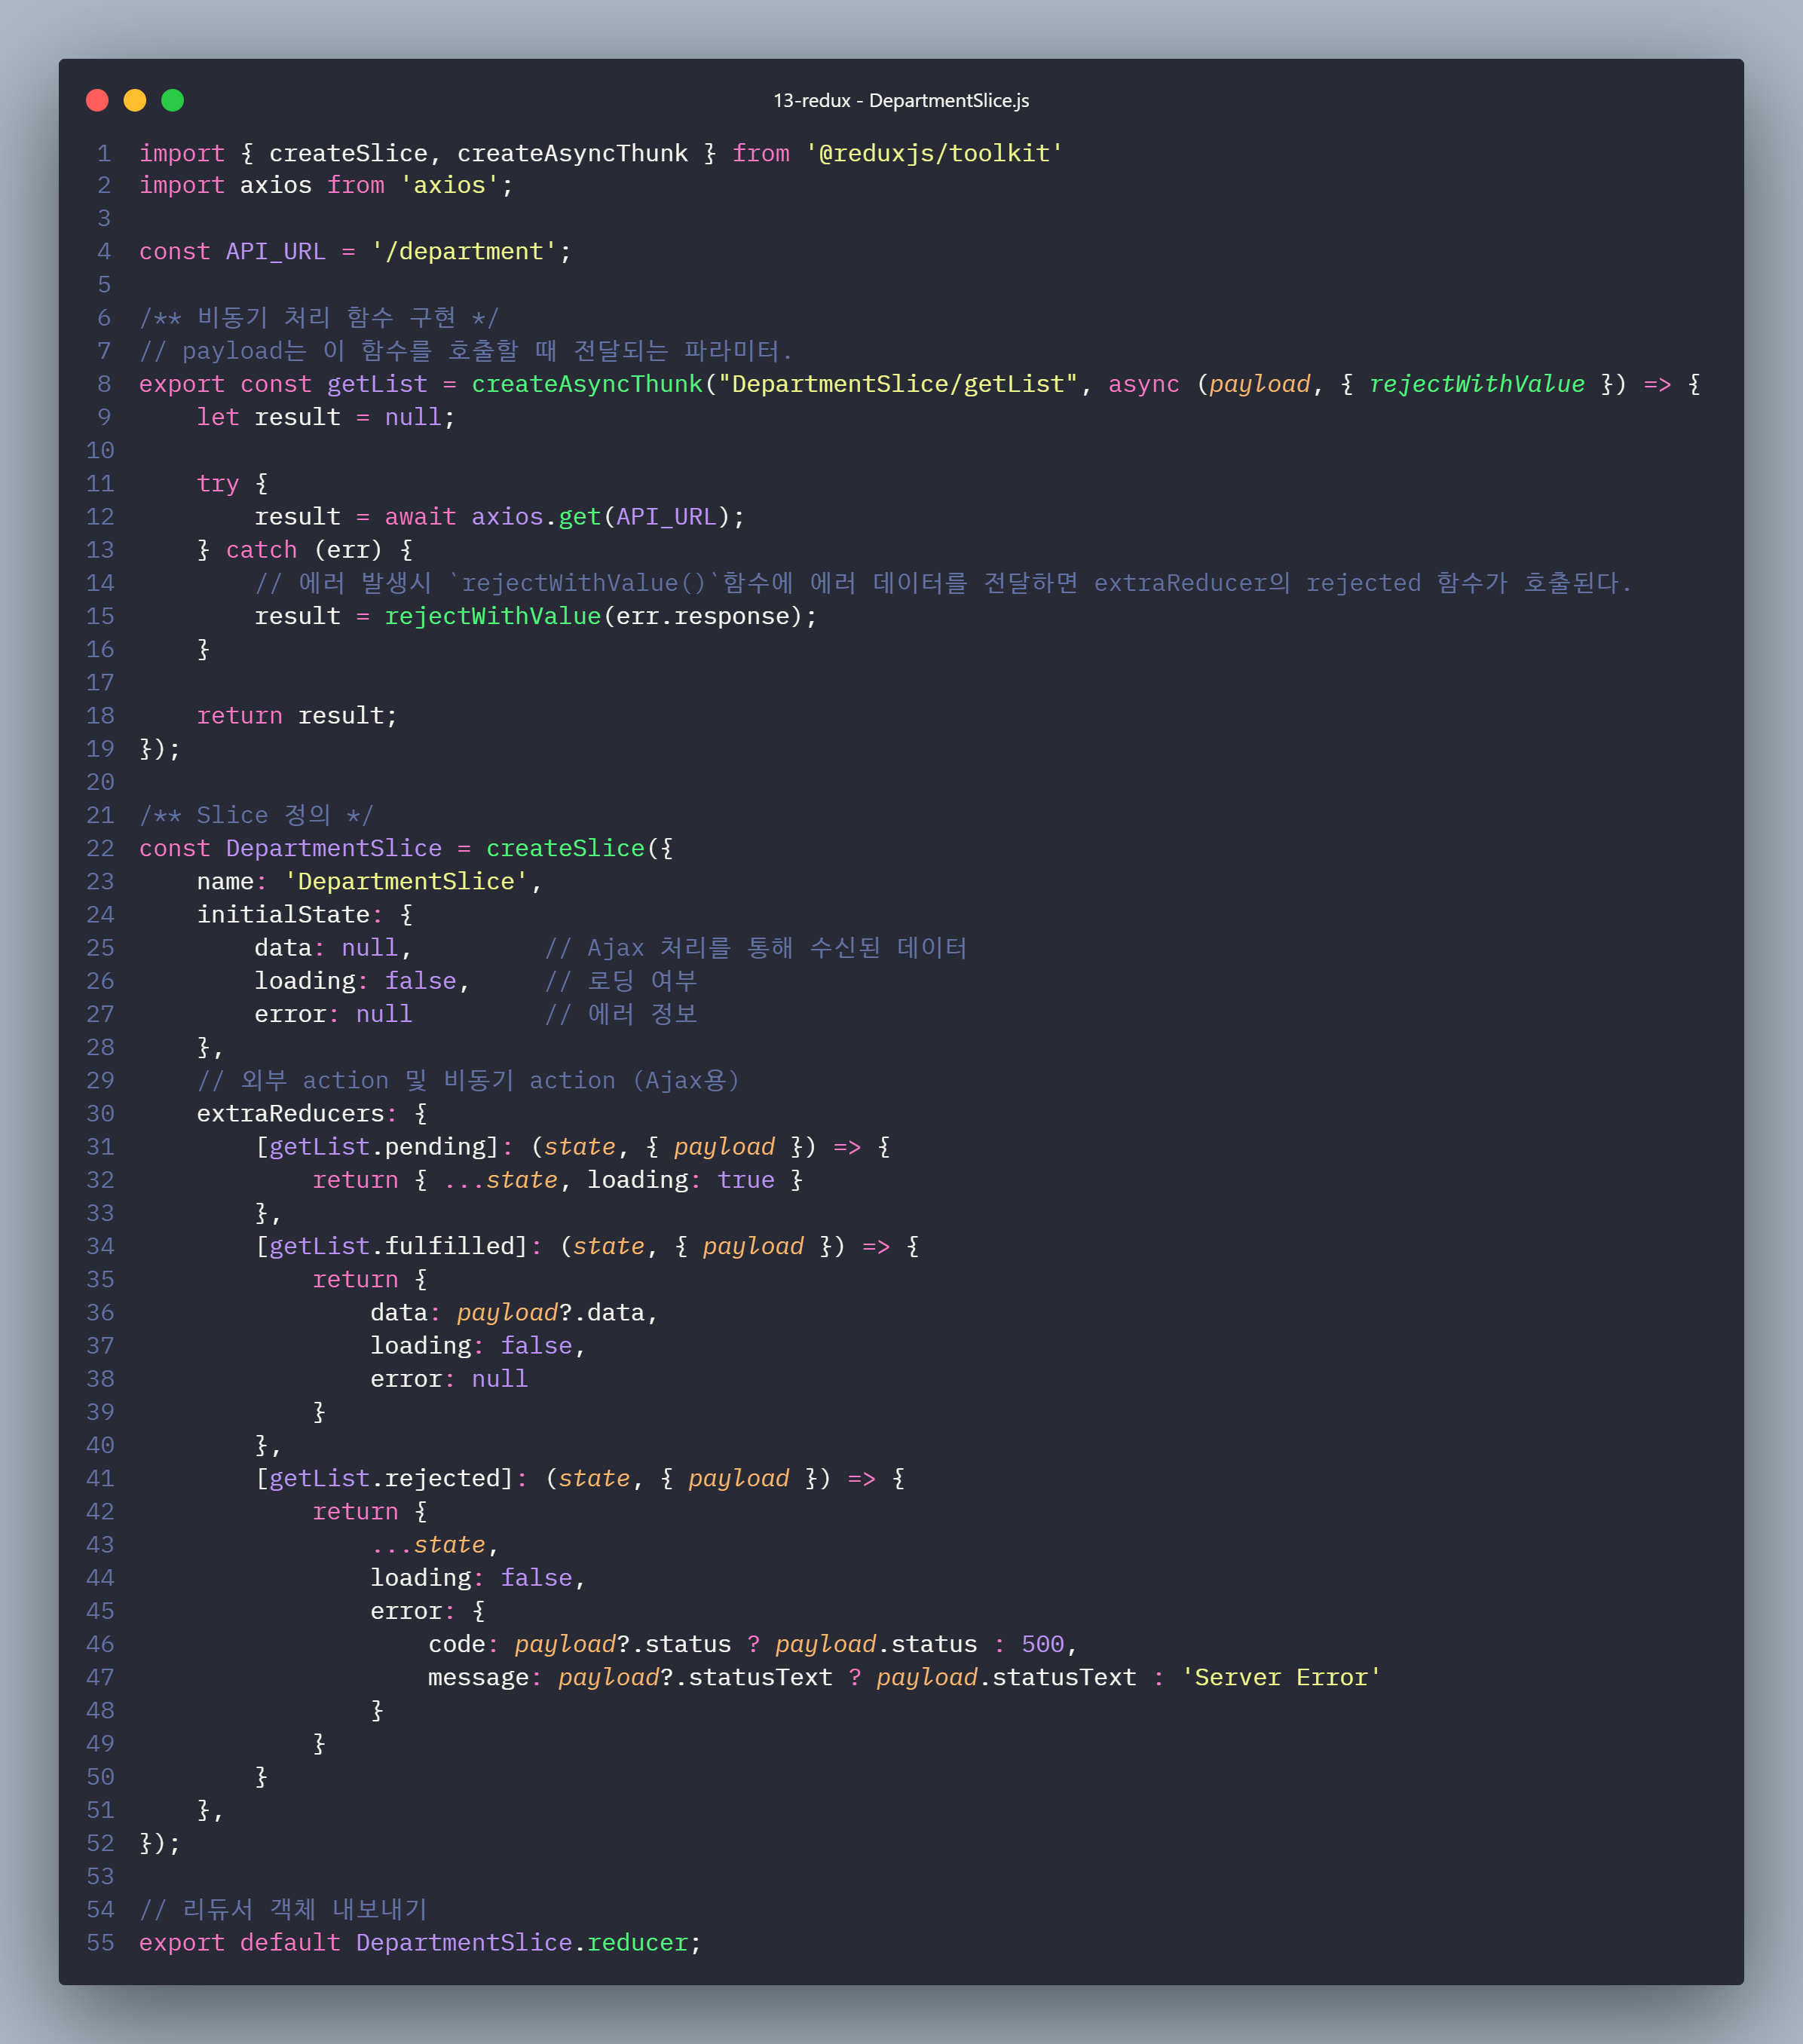 13-redux - DepartmentSlice.js
1 import { createSlice, createAsyncThunk } from '@reduxjs/toolkit'
2 import axios from 'axios';
3
4 const API_URL = '/department';
5
6 /** 비동기 처리 함수 구현 */
7 // payload는 이 함수를 호출할 때 전달되는 파라미터.
8 export const getList = createAsyncThunk("DepartmentSlice/getList", async (payload, { rejectWithValue }) => {
9     let result = null;
10
11     try {
12         result = await axios.get(API_URL);
13     } catch (err) {
14         // 에러 발생시 `rejectWithValue()`함수에 에러 데이터를 전달하면 extraReducer의 rejected 함수가 호출된다.
15         result = rejectWithValue(err.response);
16     }
17
18     return result;
19 });
20
21 /** Slice 정의 */
22 const DepartmentSlice = createSlice({
23     name: 'DepartmentSlice',
24     initialState: {
25         data: null,         // Ajax 처리를 통해 수신된 데이터
26         loading: false,     // 로딩 여부
27         error: null         // 에러 정보
28     },
29     // 외부 action 및 비동기 action (Ajax용)
30     extraReducers: {
31         [getList.pending]: (state, { payload }) => {
32             return { ...state, loading: true }
33         },
34         [getList.fulfilled]: (state, { payload }) => {
35             return {
36                 data: payload?.data,
37                 loading: false,
38                 error: null
39             }
40         },
41         [getList.rejected]: (state, { payload }) => {
42             return {
43                 ...state,
44                 loading: false,
45                 error: {
46                     code: payload?.status ? payload.status : 500,
47                     message: payload?.statusText ? payload.statusText : 'Server Error'
48                 }
49             }
50         }
51     },
52 });
53
54 // 리듀서 객체 내보내기
55 export default DepartmentSlice.reducer;